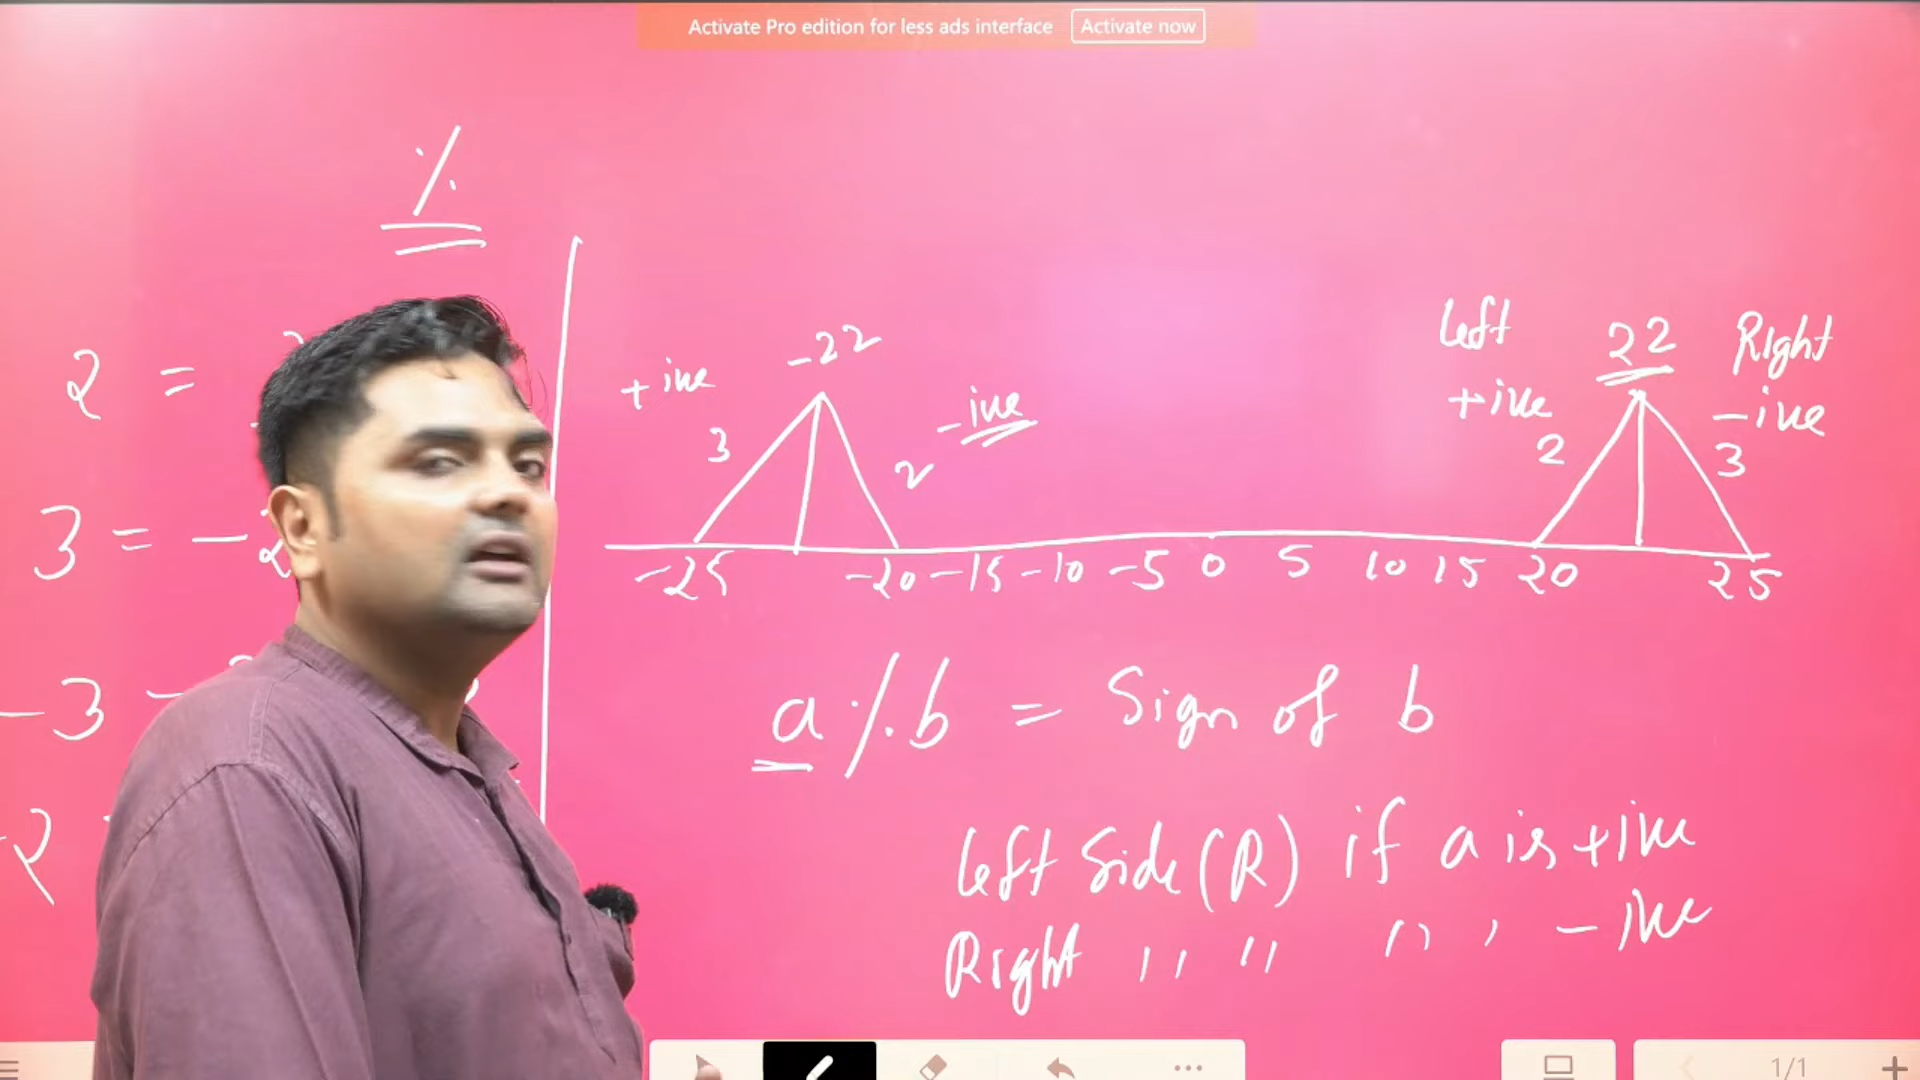 Activate Pro edition for less ads interface Activate now
%
2 =
3 = -2
-3 -
-2
+ive -22 -ive
3 2
left 22 Right
+ive -ive
2 3
-25 -20 -15 -10 -5 0 5 10 15 20 25
a % b = Sign of b
left Side (R) if a is +ive
Right '' '' '' ' -ive
1/1